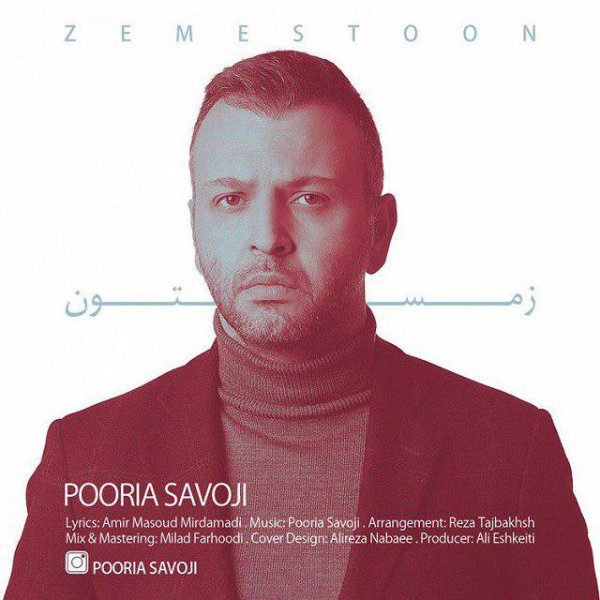 ZEMESTOON
زمستون
POORIA SAVOJI
Lyrics: Amir Masoud Mirdamadi . Music: Pooria Savoji . Arrangement: Reza Tajbakhsh
Mix & Mastering: Milad Farhoodi . Cover Design: Alireza Nabaee . Producer: Ali Eshkeiti
POORIA SAVOJI